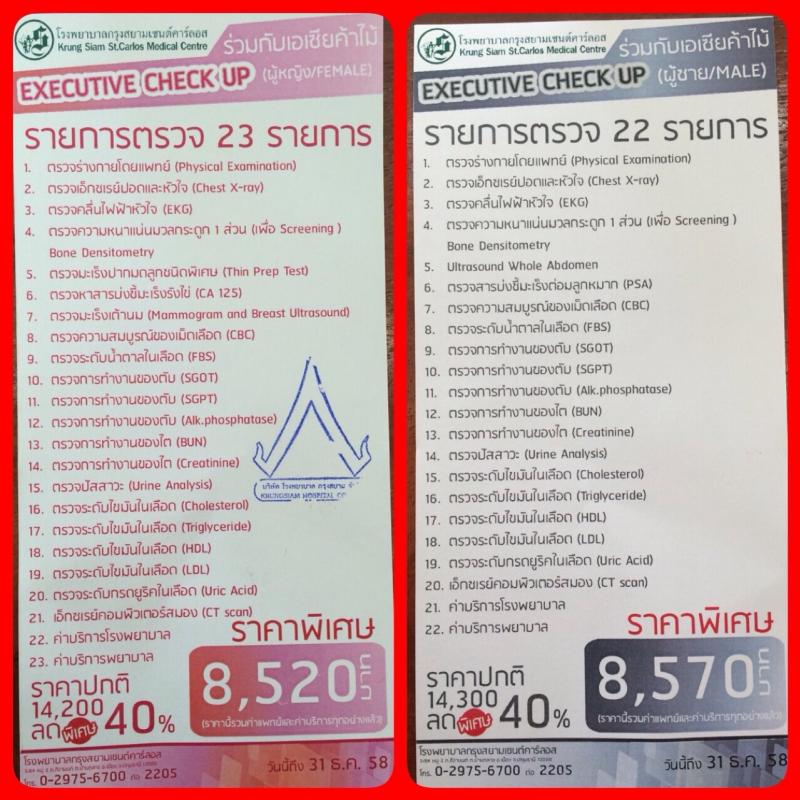 โรงพยาบาลกรุงสยามเซนต์คาร์ลอส
Krung Siam St.Carlos Medical Centre
ร่วมกับเอเชียค้าไม้
EXECUTIVE CHECK UP (ผู้หญิง/FEMALE)
รายการตรวจ 23 รายการ
1. ตรวจร่างกายโดยแพทย์ (Physical Examination)
2. ตรวจเอ็กซเรย์ปอดและหัวใจ (Chest X-ray)
3. ตรวจคลื่นไฟฟ้าหัวใจ (EKG)
4. ตรวจความหนาแน่นมวลกระดูก 1 ส่วน (เพื่อ Screening )
Bone Densitometry
5. ตรวจมะเร็งปากมดลูกชนิดพิเศษ (Thin Prep Test)
6. ตรวจหาสารบ่งชี้มะเร็งรังไข่ (CA 125)
7. ตรวจมะเร็งเต้านม (Mammogram and Breast Ultrasound)
8. ตรวจความสมบูรณ์ของเม็ดเลือด (CBC)
9. ตรวจระดับน้ำตาลในเลือด (FBS)
10. ตรวจการทำงานของตับ (SGOT)
11. ตรวจการทำงานของตับ (SGPT)
12. ตรวจการทำงานของตับ (Alk.phosphatase)
13. ตรวจการทำงานของไต (BUN)
14. ตรวจการทำงานของไต (Creatinine)
15. ตรวจปัสสาวะ (Urine Analysis)
16. ตรวจระดับไขมันในเลือด (Cholesterol)
17. ตรวจระดับไขมันในเลือด (Triglyceride)
18. ตรวจระดับไขมันในเลือด (HDL)
19. ตรวจระดับไขมันในเลือด (LDL)
20. ตรวจระดับกรดยูริคในเลือด (Uric Acid)
21. เอ็กซเรย์คอมพิวเตอร์สมอง (CT scan)
22. ค่าบริการโรงพยาบาล
23. ค่าบริการพยาบาล
บริษัท โรงพยาบาล กรุงสยาม
KRUNGSIAM HOSPITAL CO
ราคาพิเศษ
8,520 บาท
(ราคานี้รวมค่าแพทย์และค่าบริการทุกอย่างแล้ว)
ราคาปกติ
14,200
ลดพิเศษ 40%
โรงพยาบาลกรุงสยามเซนต์คาร์ลอส
โทร. 0-2975-6700 ต่อ 2205
วันนี้ถึง 31 ธ.ค. 58
โรงพยาบาลกรุงสยามเซนต์คาร์ลอส
Krung Siam St.Carlos Medical Centre
ร่วมกับเอเชียค้าไม้
EXECUTIVE CHECK UP (ผู้ชาย/MALE)
รายการตรวจ 22 รายการ
1. ตรวจร่างกายโดยแพทย์ (Physical Examination)
2. ตรวจเอ็กซเรย์ปอดและหัวใจ (Chest X-ray)
3. ตรวจคลื่นไฟฟ้าหัวใจ (EKG)
4. ตรวจความหนาแน่นมวลกระดูก 1 ส่วน (เพื่อ Screening )
Bone Densitometry
5. Ultrasound Whole Abdomen
6. ตรวจสารบ่งชี้มะเร็งต่อมลูกหมาก (PSA)
7. ตรวจความสมบูรณ์ของเม็ดเลือด (CBC)
8. ตรวจระดับน้ำตาลในเลือด (FBS)
9. ตรวจการทำงานของตับ (SGOT)
10. ตรวจการทำงานของตับ (SGPT)
11. ตรวจการทำงานของตับ (Alk.phosphatase)
12. ตรวจการทำงานของไต (BUN)
13. ตรวจการทำงานของไต (Creatinine)
14. ตรวจปัสสาวะ (Urine Analysis)
15. ตรวจระดับไขมันในเลือด (Cholesterol)
16. ตรวจระดับไขมันในเลือด (Triglyceride)
17. ตรวจระดับไขมันในเลือด (HDL)
18. ตรวจระดับไขมันในเลือด (LDL)
19. ตรวจระดับกรดยูริคในเลือด (Uric Acid)
20. เอ็กซเรย์คอมพิวเตอร์สมอง (CT scan)
21. ค่าบริการโรงพยาบาล
22. ค่าบริการพยาบาล
ราคาพิเศษ
8,570 บาท
(ราคานี้รวมค่าแพทย์และค่าบริการทุกอย่างแล้ว)
ราคาปกติ
14,300
ลดพิเศษ 40%
โรงพยาบาลกรุงสยามเซนต์คาร์ลอส
โทร. 0-2975-6700 ต่อ 2205
วันนี้ถึง 31 ธ.ค. 58